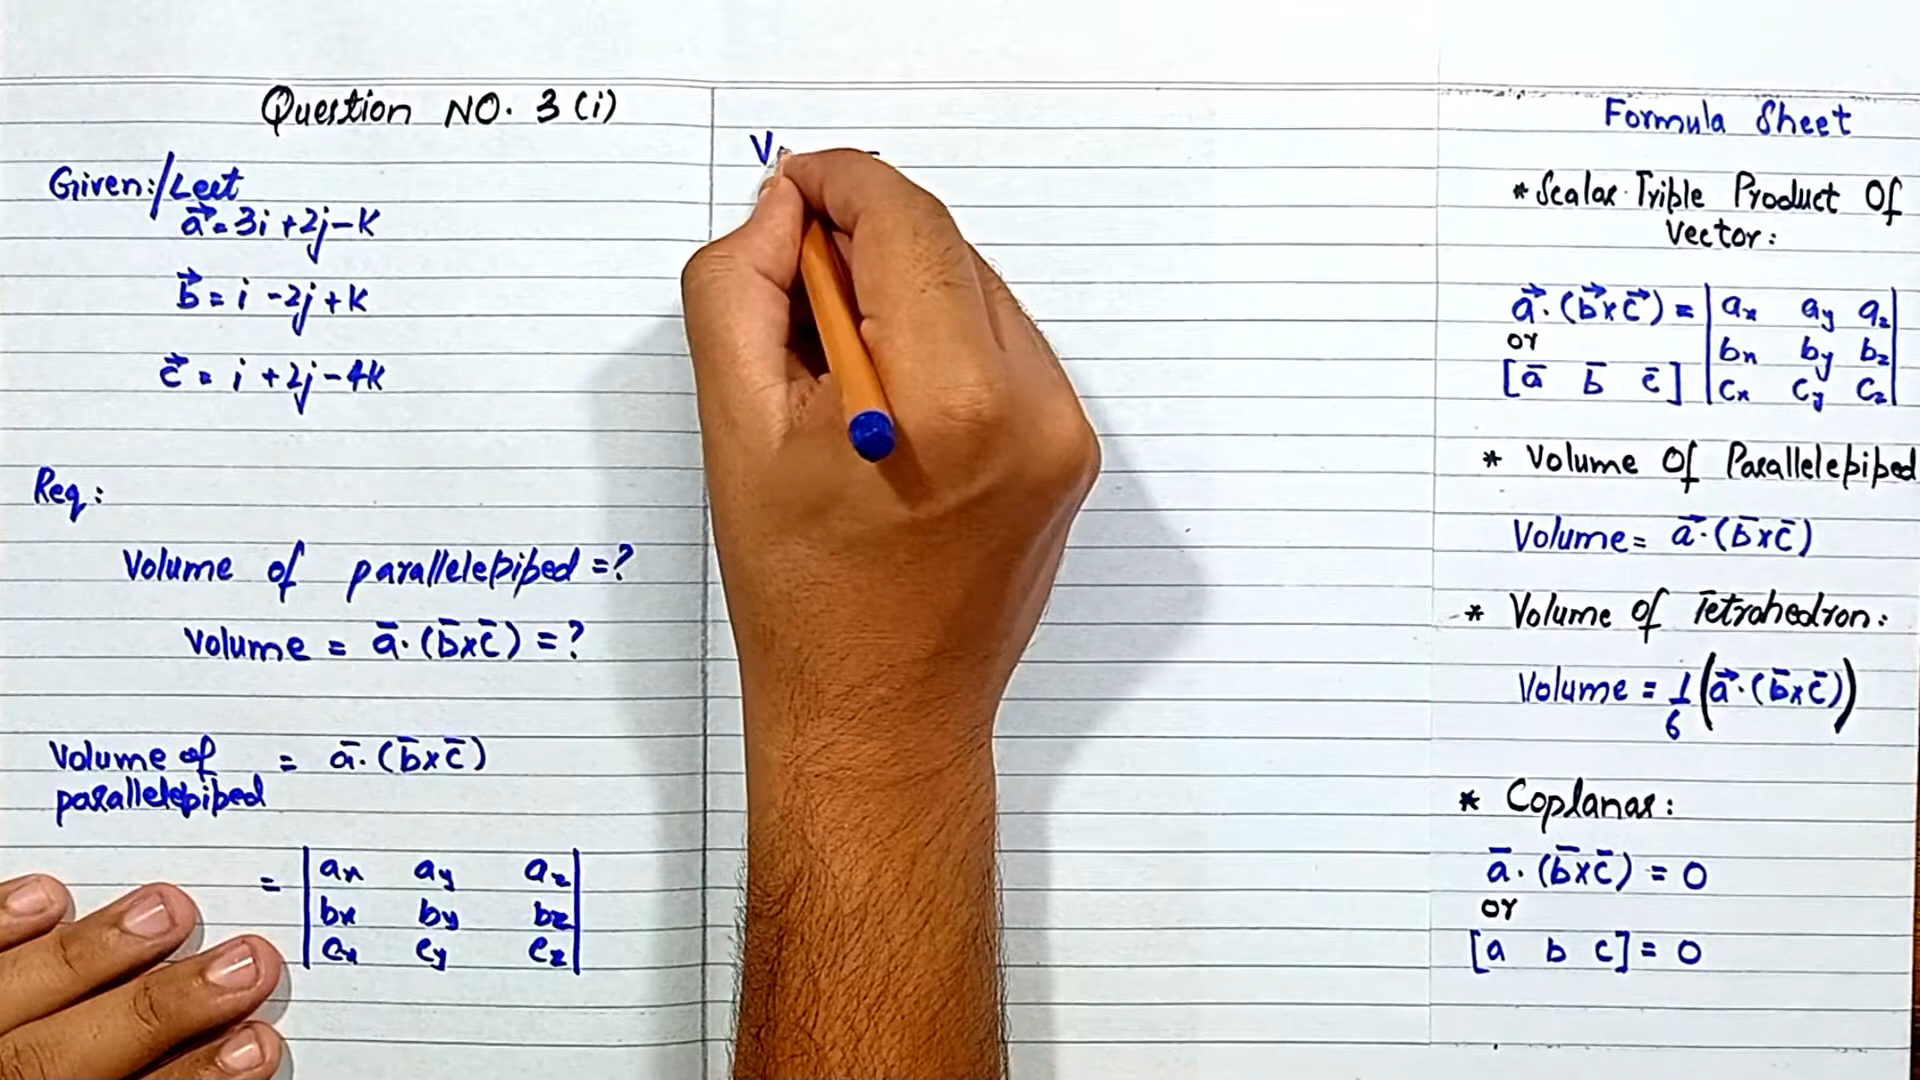 Question NO. 3 (i)
Given:/Leet
a⃗ = 3i + 2j - k
b⃗ = i - 2j + k
c⃗ = i + 2j - 4k
Req:
Volume of parallelepiped = ?
Volume = a̅ · (b̅ x c̅) = ?
Volume of parallelepiped = a̅ · (b̅ x c̅)
= | ax ay az |
| bx by bz |
| cx cy cz |
V
Formula Sheet
* Scalar Triple Product Of
Vector:
a⃗ · (b⃗ x c⃗) = | ax ay az |
or | bx by bz |
[a̅ b̅ c̅] | cx cy cz |
* Volume Of Parallelepiped
Volume = a⃗ · (b̅ x c̅)
* Volume of Tetrahedron:
Volume = 1/6 (a⃗ · (b̅ x c̅))
* Coplanar:
a̅ · (b̅ x c̅) = 0
or
[a b c] = 0